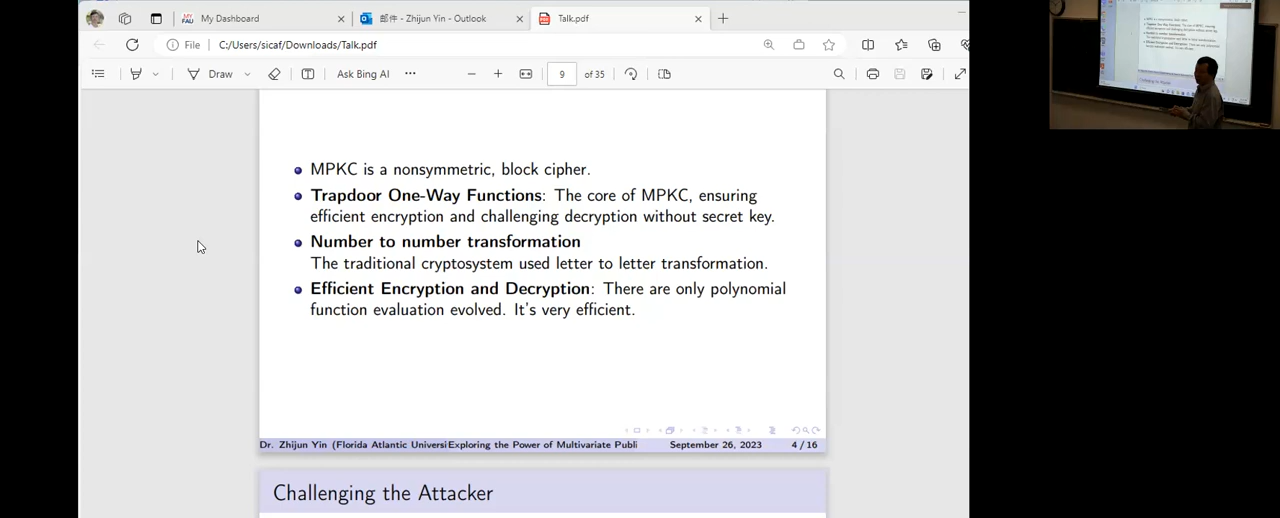 MY FAU My Dashboard
邮件 - Zhijun Yin - Outlook
Talk.pdf
File C:/Users/sicaf/Downloads/Talk.pdf
Draw Ask Bing AI 9 of 35
MPKC is a nonsymmetric, block cipher.
Trapdoor One-Way Functions: The core of MPKC, ensuring
efficient encryption and challenging decryption without secret key.
Number to number transformation
The traditional cryptosystem used letter to letter transformation.
Efficient Encryption and Decryption: There are only polynomial
function evaluation evolved. It's very efficient.
Dr. Zhijun Yin (Florida Atlantic Universi Exploring the Power of Multivariate Publi September 26, 2023 4 / 16
Challenging the Attacker